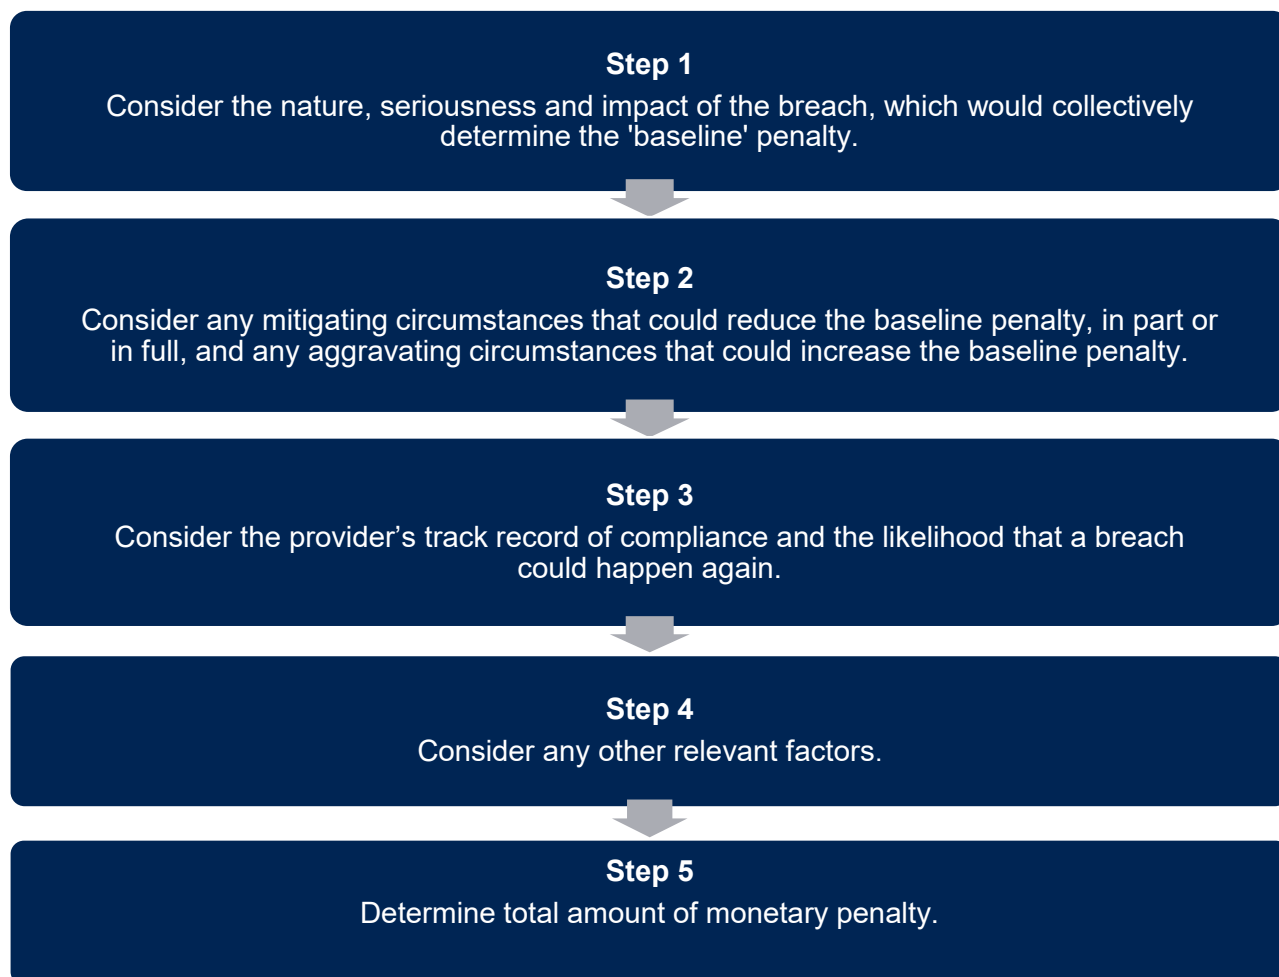 Step 1
Consider the nature, seriousness and impact of the breach, which would collectively
determine the 'baseline' penalty.
Step 2
Consider any mitigating circumstances that could reduce the baseline penalty, in part or
in full, and any aggravating circumstances that could increase the baseline penalty.
Step 3
Consider the provider’s track record of compliance and the likelihood that a breach
could happen again.
Step 4
Consider any other relevant factors.
Step 5
Determine total amount of monetary penalty.